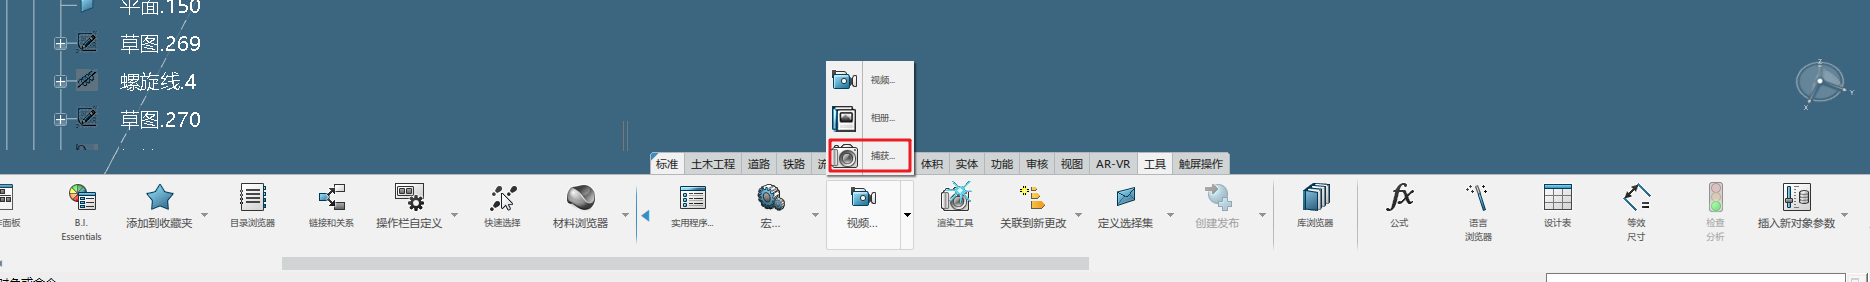 平面.150
草图.269
螺旋线.4
草图.270
视频...
相册...
捕获...
标准 土木工程 道路 铁路 体积 实体 功能 审核 视图 AR-VR 工具 触屏操作
B.I. Essentials
添加到收藏夹
目录浏览器
链接和关系
操作栏自定义
快速选择
材料浏览器
实用程序...
宏...
视频...
渲染工具
关联到新更改
定义选择集
创建发布
库浏览器
fx
公式
语言
浏览器
设计表
等效
尺寸
检查
分析
插入新对象参数
Z
Y
X